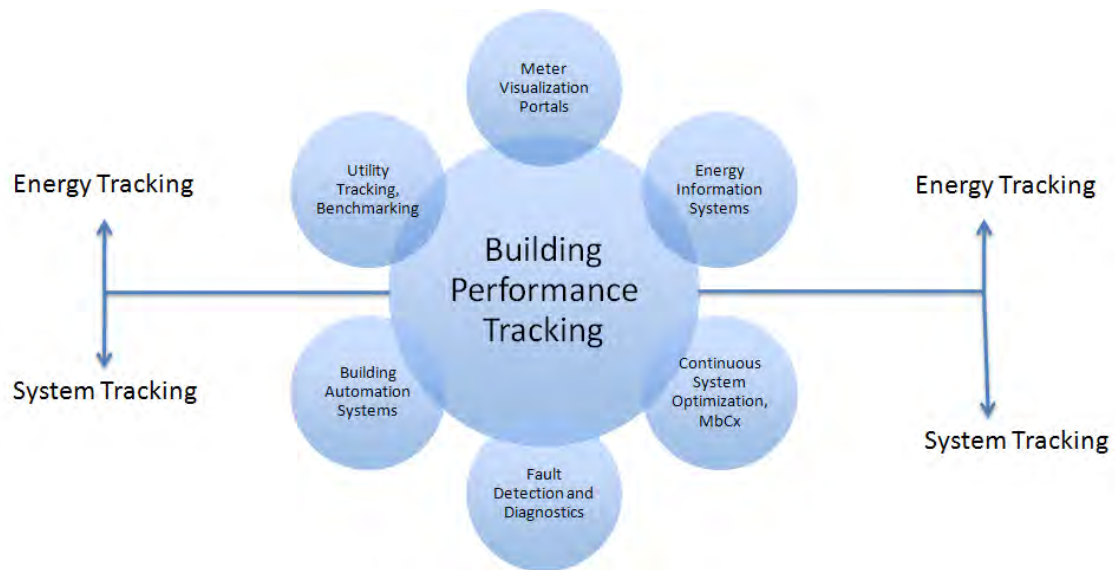 Meter
Visualization
Portals
Utility
Tracking,
Benchmarking
Energy
Information
Systems
Energy Tracking
Energy Tracking
Building
Performance
Tracking
System Tracking
Building
Automation
Systems
Continuous
System
Optimization,
MbCx
System Tracking
Fault
Detection and
Diagnostics